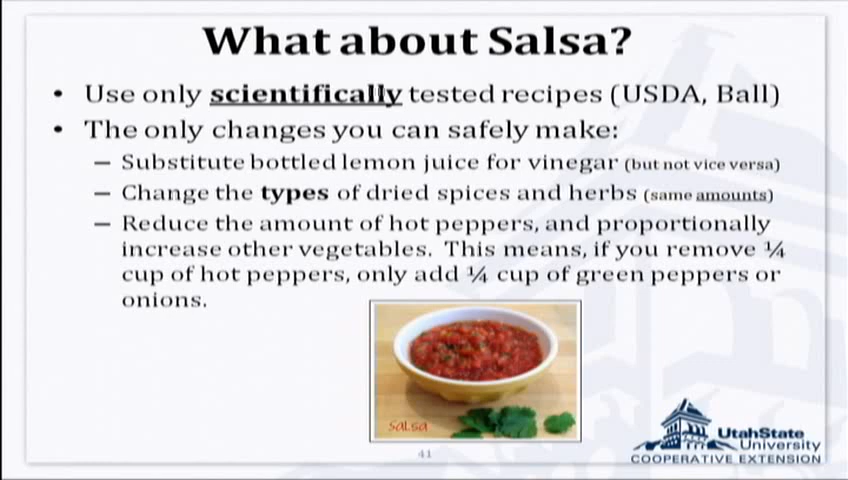 What about Salsa?
• Use only scientifically tested recipes (USDA, Ball)
• The only changes you can safely make:
– Substitute bottled lemon juice for vinegar (but not vice versa)
– Change the types of dried spices and herbs (same amounts)
– Reduce the amount of hot peppers, and proportionally
increase other vegetables. This means, if you remove ¼
cup of hot peppers, only add ¼ cup of green peppers or
onions.
Salsa
41
UtahState
University
COOPERATIVE EXTENSION